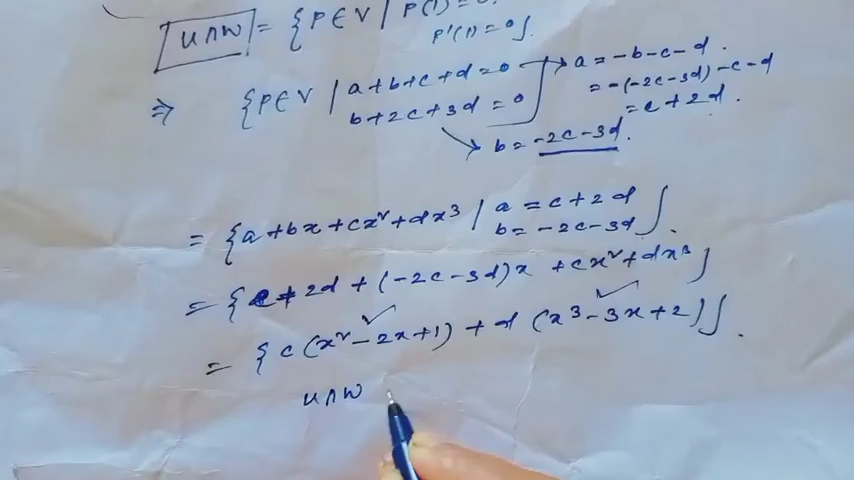 U∩W = {P∈V | P(1)=0.
P'(1)=0}.
⇒ {P∈V | a+b+c+d=0 → a=-b-c-d.
b+2c+3d=0 =-(-2c-3d)-c-d
=c+2d.
b=-2c-3d.
= {a+bx+cx²+dx³ | a=c+2d
b=-2c-3d}.
= {c+2d+(-2c-3d)x+cx²+dx³}
= {c(x²-2x+1)+d(x³-3x+2)}.
U∩W